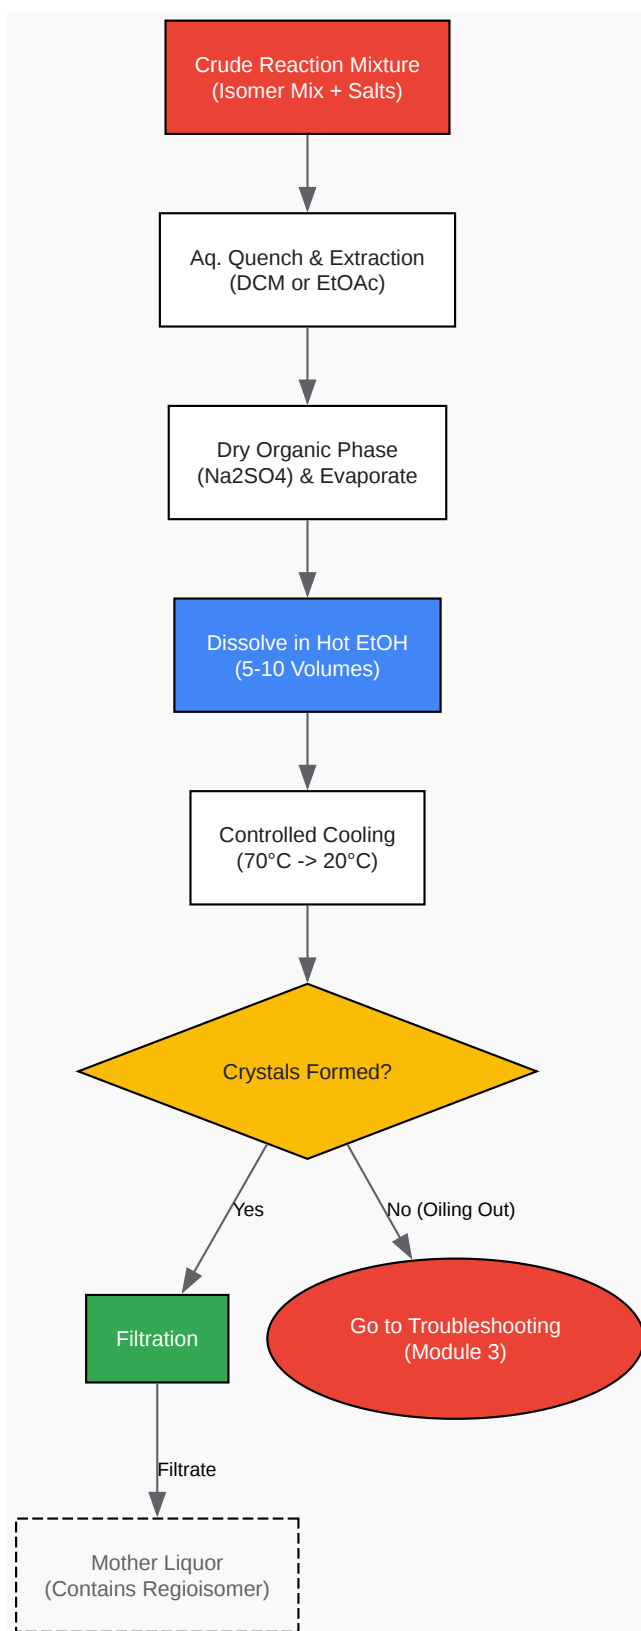 Crude Reaction Mixture
(Isomer Mix + Salts)
Aq. Quench & Extraction
(DCM or EtOAc)
Dry Organic Phase
(Na2SO4) & Evaporate
Dissolve in Hot EtOH
(5-10 Volumes)
Controlled Cooling
(70°C -> 20°C)
Crystals Formed?
Yes
No (Oiling Out)
Filtration
Go to Troubleshooting
(Module 3)
Filtrate
Mother Liquor
(Contains Regioisomer)